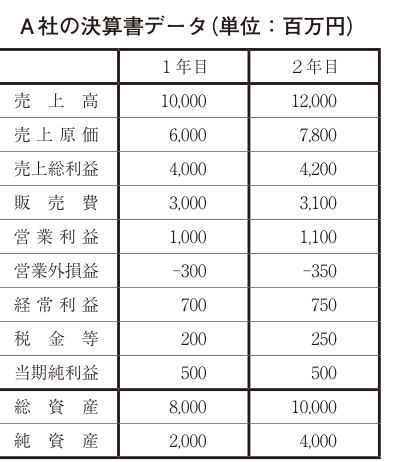 A社の決算書データ(単位:百万円)
1年目 2年目
売上高 10,000 12,000
売上原価 6,000 7,800
売上総利益 4,000 4,200
販売費 3,000 3,100
営業利益 1,000 1,100
営業外損益 -300 -350
経常利益 700 750
税金等 200 250
当期純利益 500 500
総資産 8,000 10,000
純資産 2,000 4,000